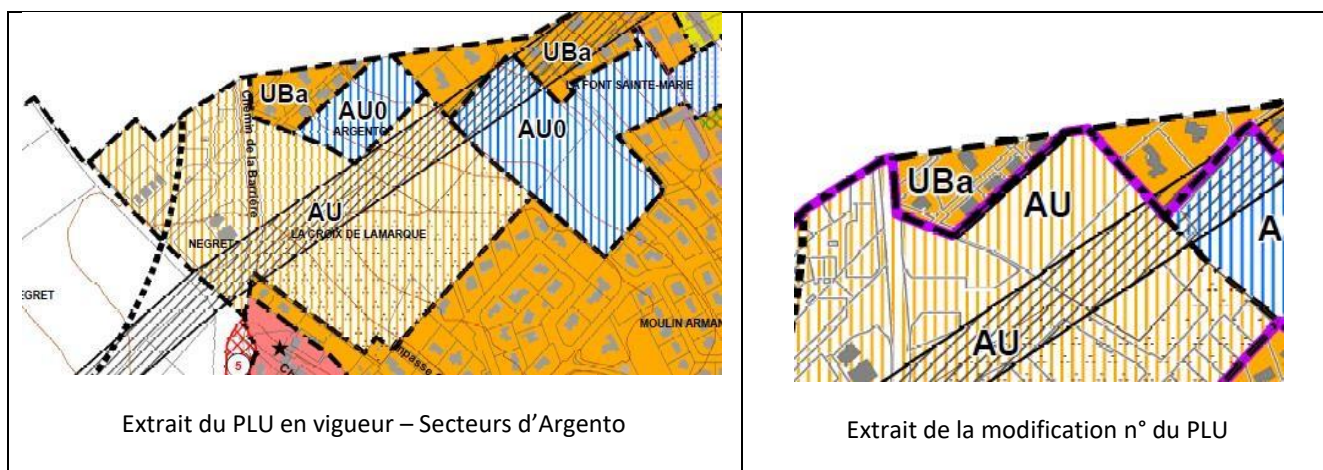 UBa
UBa
LA FONT SAINTE-MARIE
AU0
ARGENTO
AU0
Chemin de la Barrière
AU
LA CROIX DE LAMARQUE
NEGRET
EGRET
MOULIN ARMAN
5
Extrait du PLU en vigueur – Secteurs d’Argento
UBa
AU
A
AU
Extrait de la modification n° du PLU